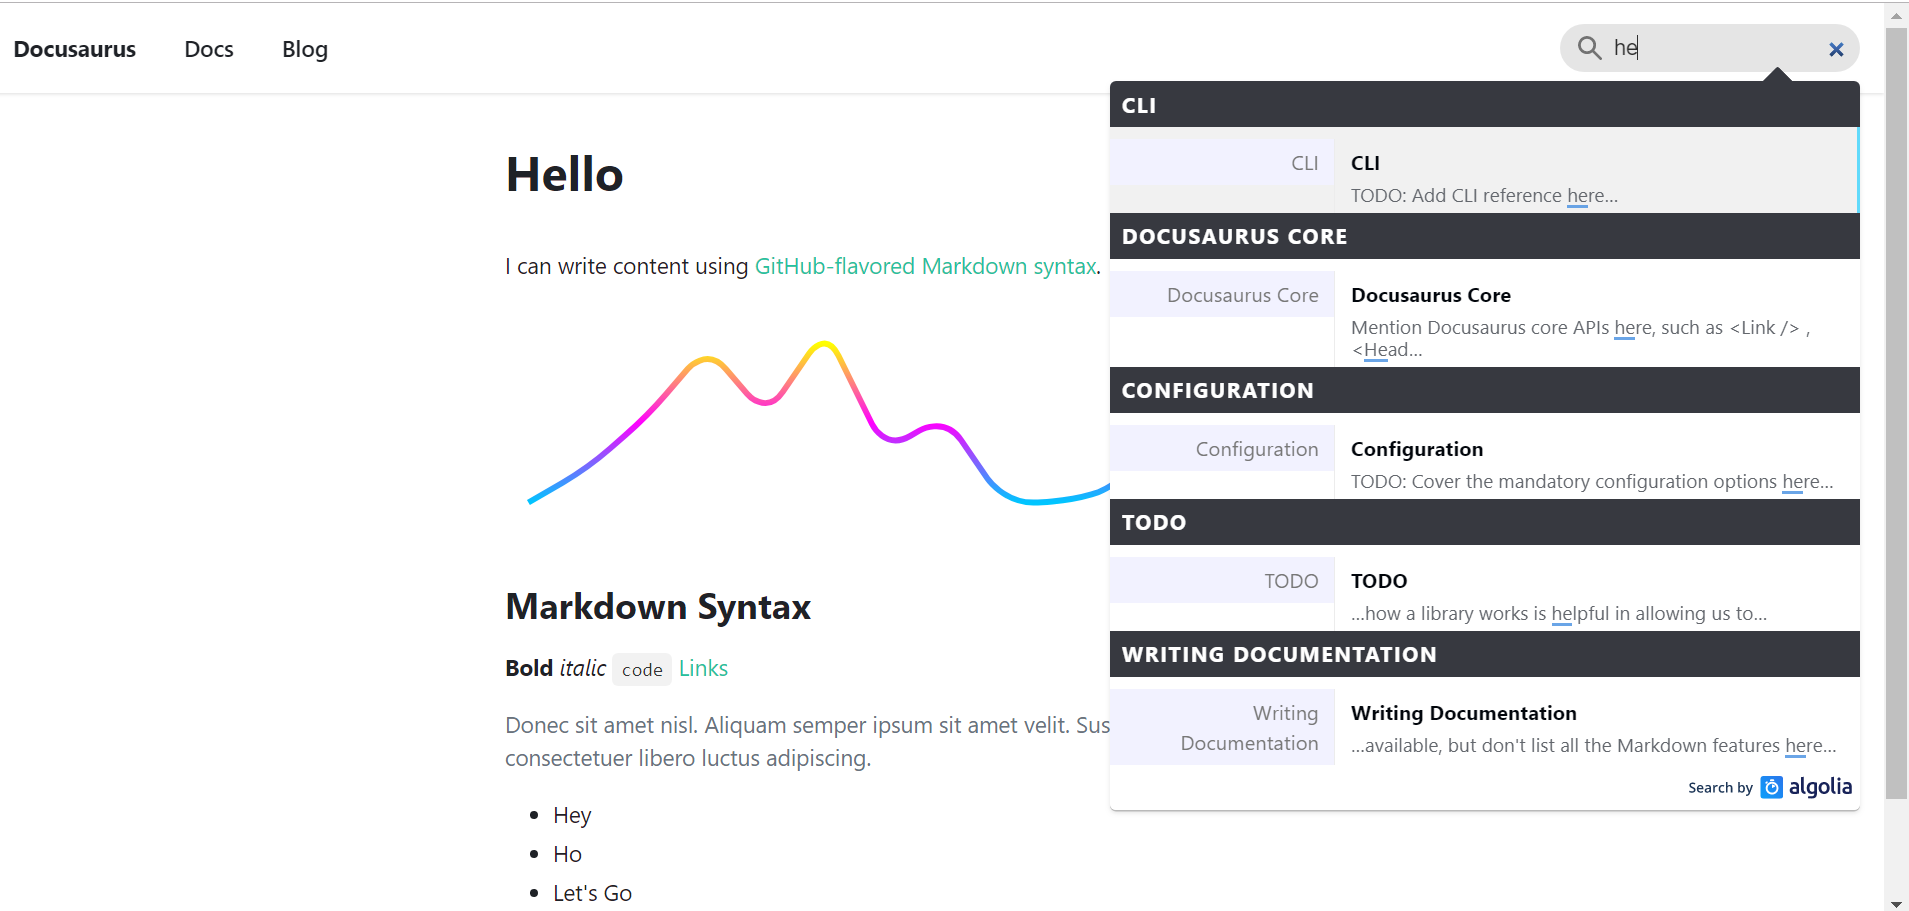 Docusaurus Docs Blog
he
Hello
I can write content using GitHub-flavored Markdown syntax.
Markdown Syntax
Bold italic code Links
Donec sit amet nisl. Aliquam semper ipsum sit amet velit. Sus
consectetuer libero luctus adipiscing.
Hey
Ho
Let's Go
CLI
CLI
CLI
TODO: Add CLI reference here...
DOCUSAURUS CORE
Docusaurus Core
Docusaurus Core
Mention Docusaurus core APIs here, such as <Link /> ,
<Head...
CONFIGURATION
Configuration
Configuration
TODO: Cover the mandatory configuration options here...
TODO
TODO
TODO
...how a library works is helpful in allowing us to...
WRITING DOCUMENTATION
Writing
Documentation
Writing Documentation
...available, but don't list all the Markdown features here...
Search by algolia